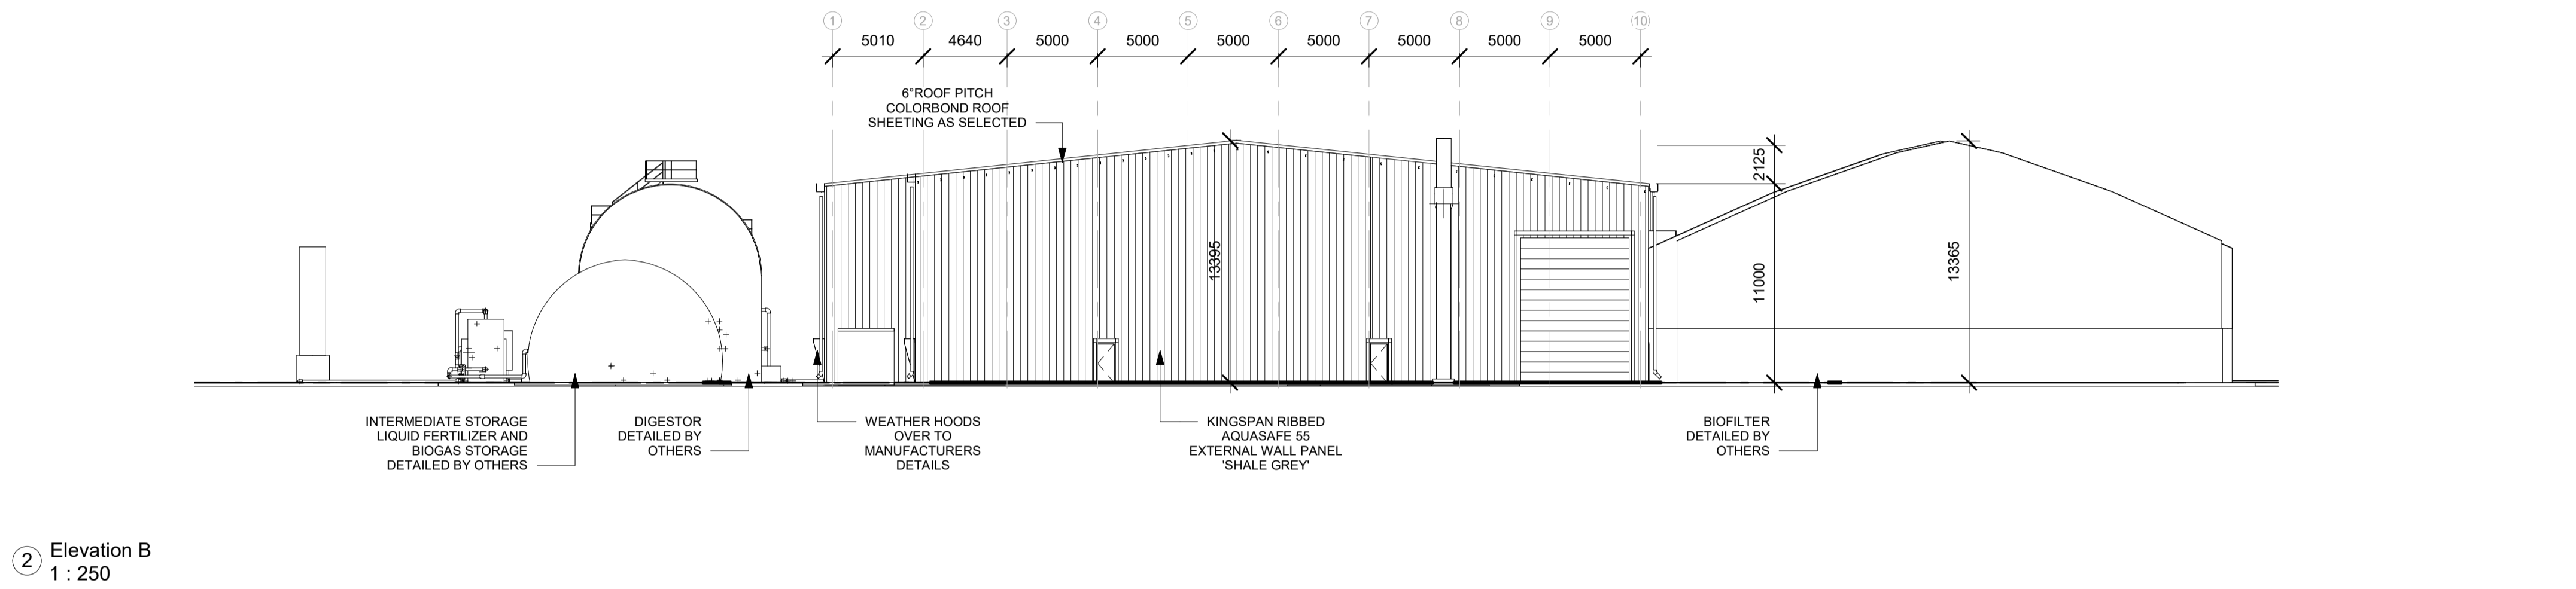 1 2 3 4 5 6 7 8 9 10
5010 4640 5000 5000 5000 5000 5000 5000 5000
6°ROOF PITCH
COLORBOND ROOF
SHEETING AS SELECTED
13395
2125
11000
13365
INTERMEDIATE STORAGE
LIQUID FERTILIZER AND
BIOGAS STORAGE
DETAILED BY OTHERS
DIGESTOR
DETAILED BY
OTHERS
WEATHER HOODS
OVER TO
MANUFACTURERS
DETAILS
KINGSPAN RIBBED
AQUASAFE 55
EXTERNAL WALL PANEL
'SHALE GREY'
BIOFILTER
DETAILED BY
OTHERS
2 Elevation B
1 : 250